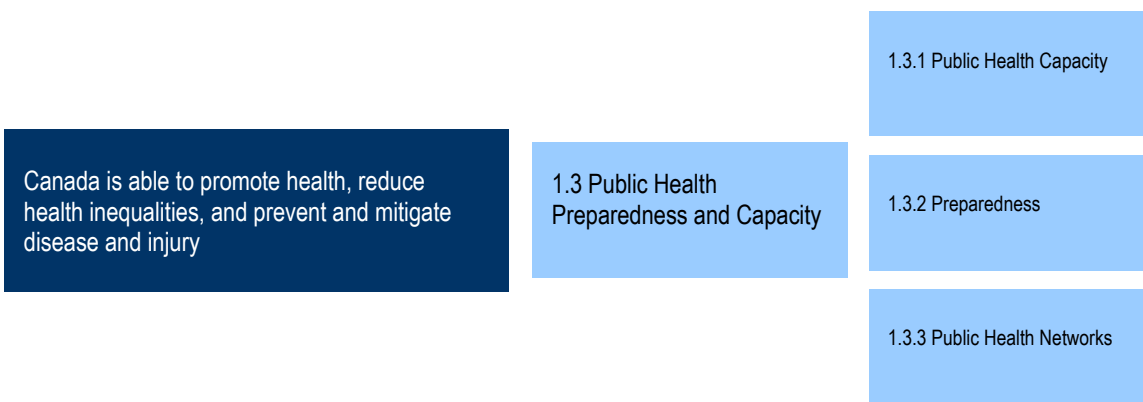 Canada is able to promote health, reduce
health inequalities, and prevent and mitigate
disease and injury
1.3 Public Health
Preparedness and Capacity
1.3.1 Public Health Capacity
1.3.2 Preparedness
1.3.3 Public Health Networks